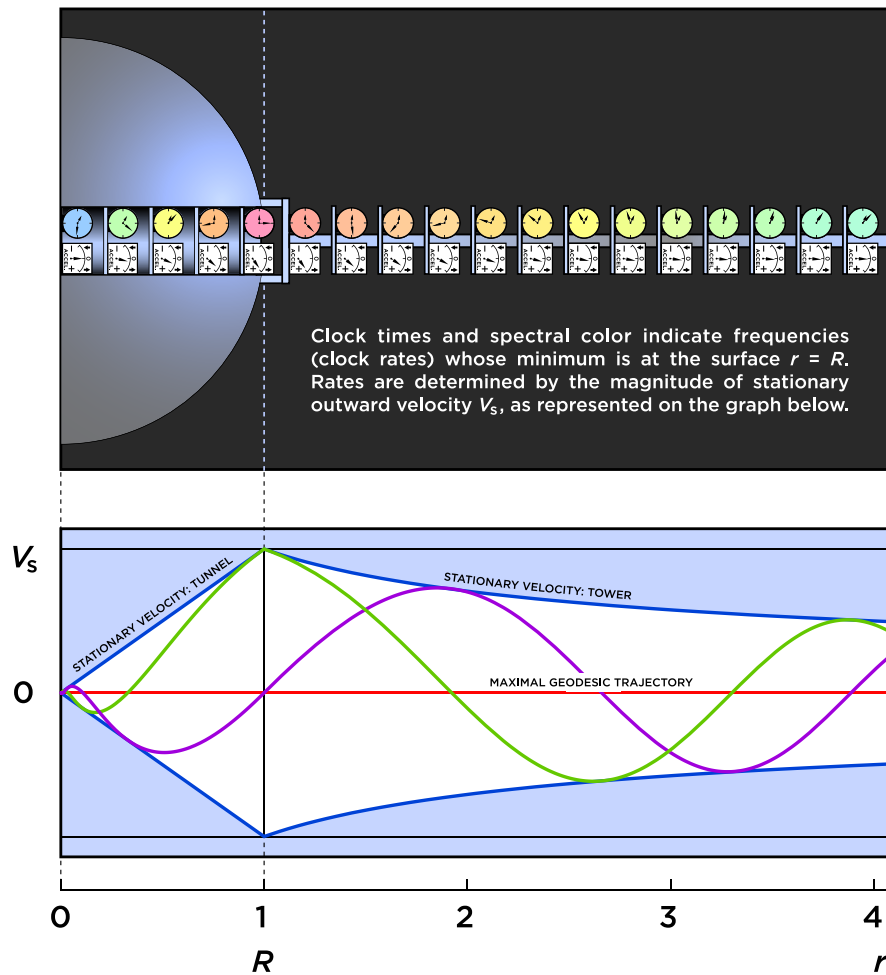 ACCEL
+
0
Clock times and spectral color indicate frequencies
(clock rates) whose minimum is at the surface r = R.
Rates are determined by the magnitude of stationary
outward velocity Vs, as represented on the graph below.
Vs
STATIONARY VELOCITY: TUNNEL
STATIONARY VELOCITY: TOWER
0
MAXIMAL GEODESIC TRAJECTORY
0 1 2 3 4
R r